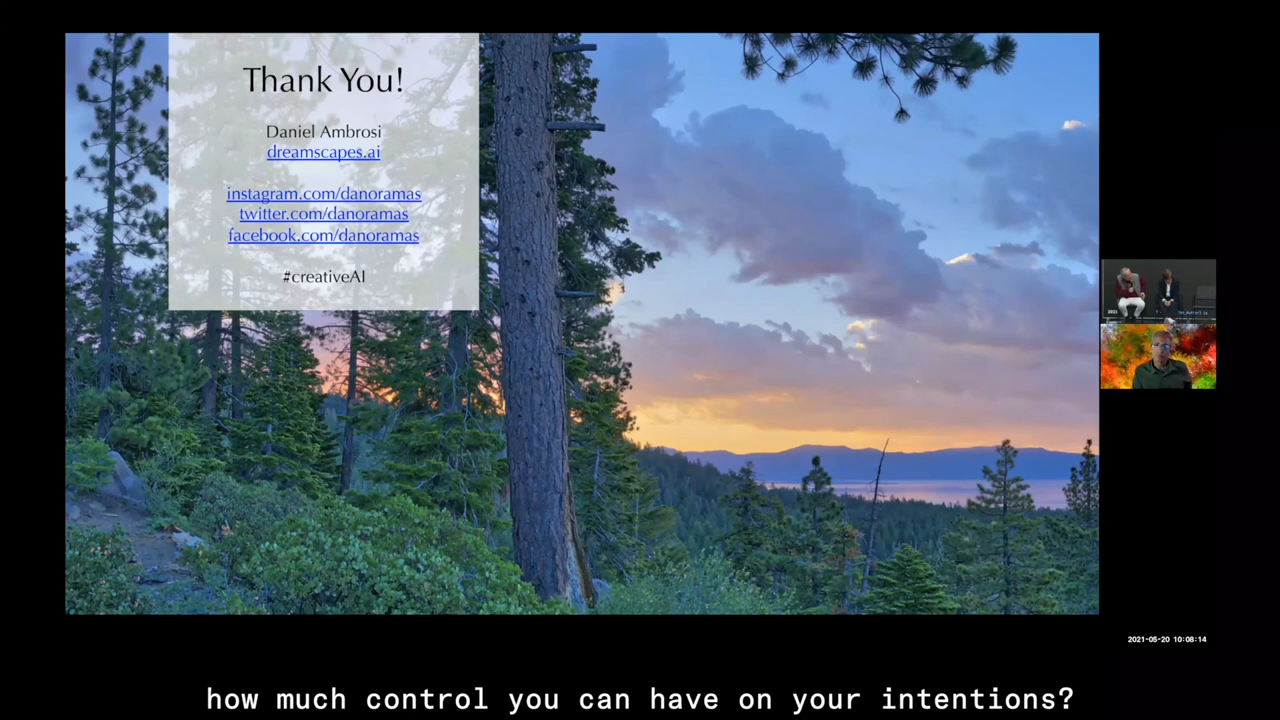 Thank You!
Daniel Ambrosi
dreamscapes.ai
instagram.com/danoramas
twitter.com/danoramas
facebook.com/danoramas
#creativeAI
2021
2021-05-20 10:08:14
how much control you can have on your intentions?